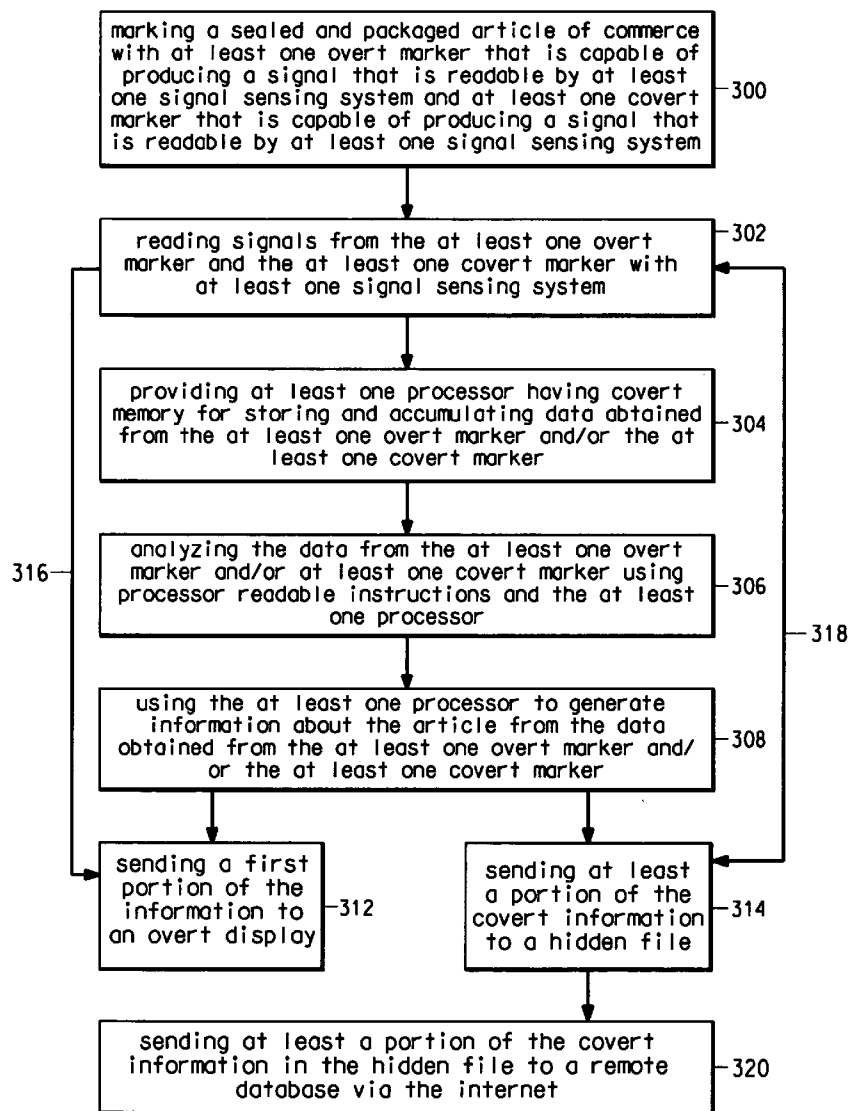 marking a sealed and packaged article of commerce
with at least one overt marker that is capable of
producing a signal that is readable by at least
one signal sensing system and at least one covert
marker that is capable of producing a signal that
is readable by at least one signal sensing system
300
302
reading signals from the at least one overt
marker and the at least one covert marker with
at least one signal sensing system
providing at least one processor having covert
memory for storing and accumulating data obtained
from the at least one overt marker and/or the at
least one covert marker
304
analyzing the data from the at least one overt
marker and/or at least one covert marker using
processor readable instructions and the at least
one processor
306
316
318
using the at least one processor to generate
information about the article from the data
obtained from the at least one overt marker and/
or the at least one covert marker
308
sending a first
portion of the
information to
an overt display
312
sending at least
a portion of the
covert information
to a hidden file
314
sending at least a portion of the covert
information in the hidden file to a remote
database via the internet
320